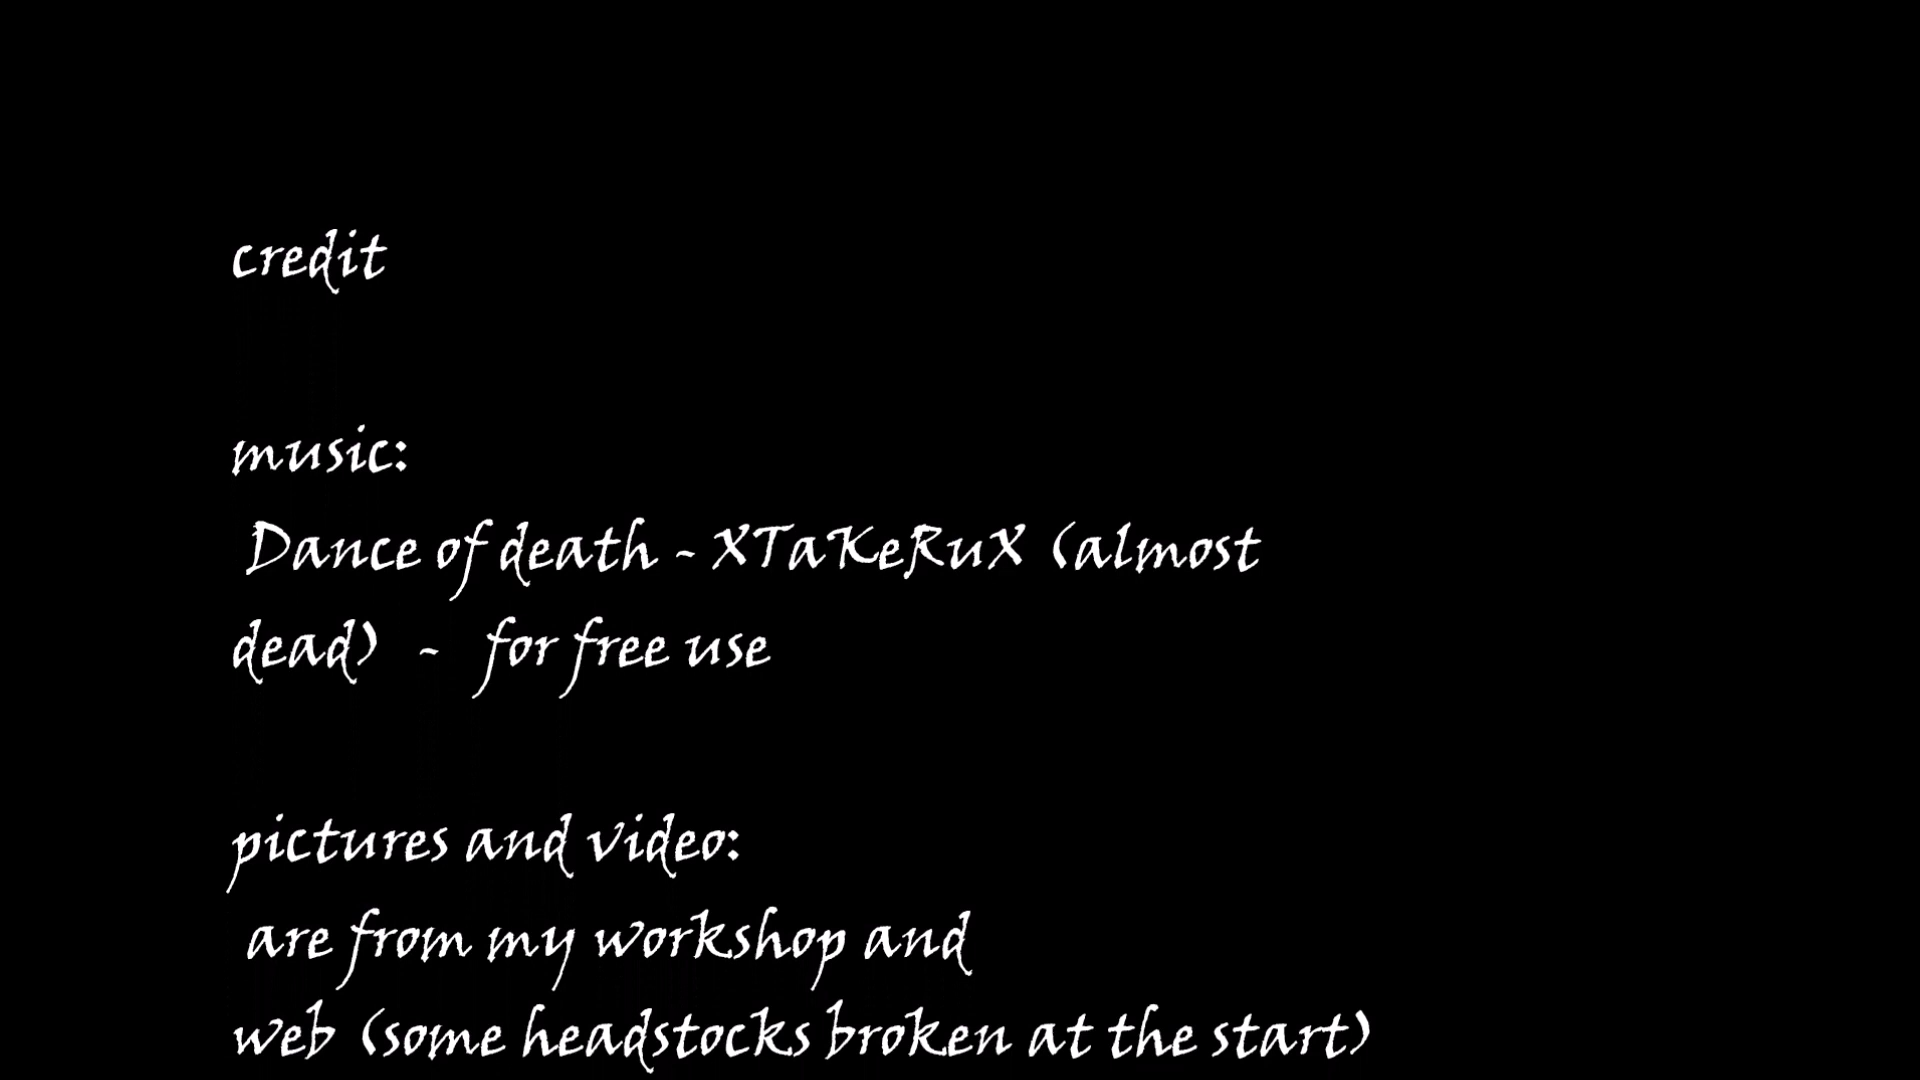 credit
music:
Dance of death - XTaKeRuX (almost
dead) - for free use
pictures and video:
are from my workshop and
web (some headstocks broken at the start)